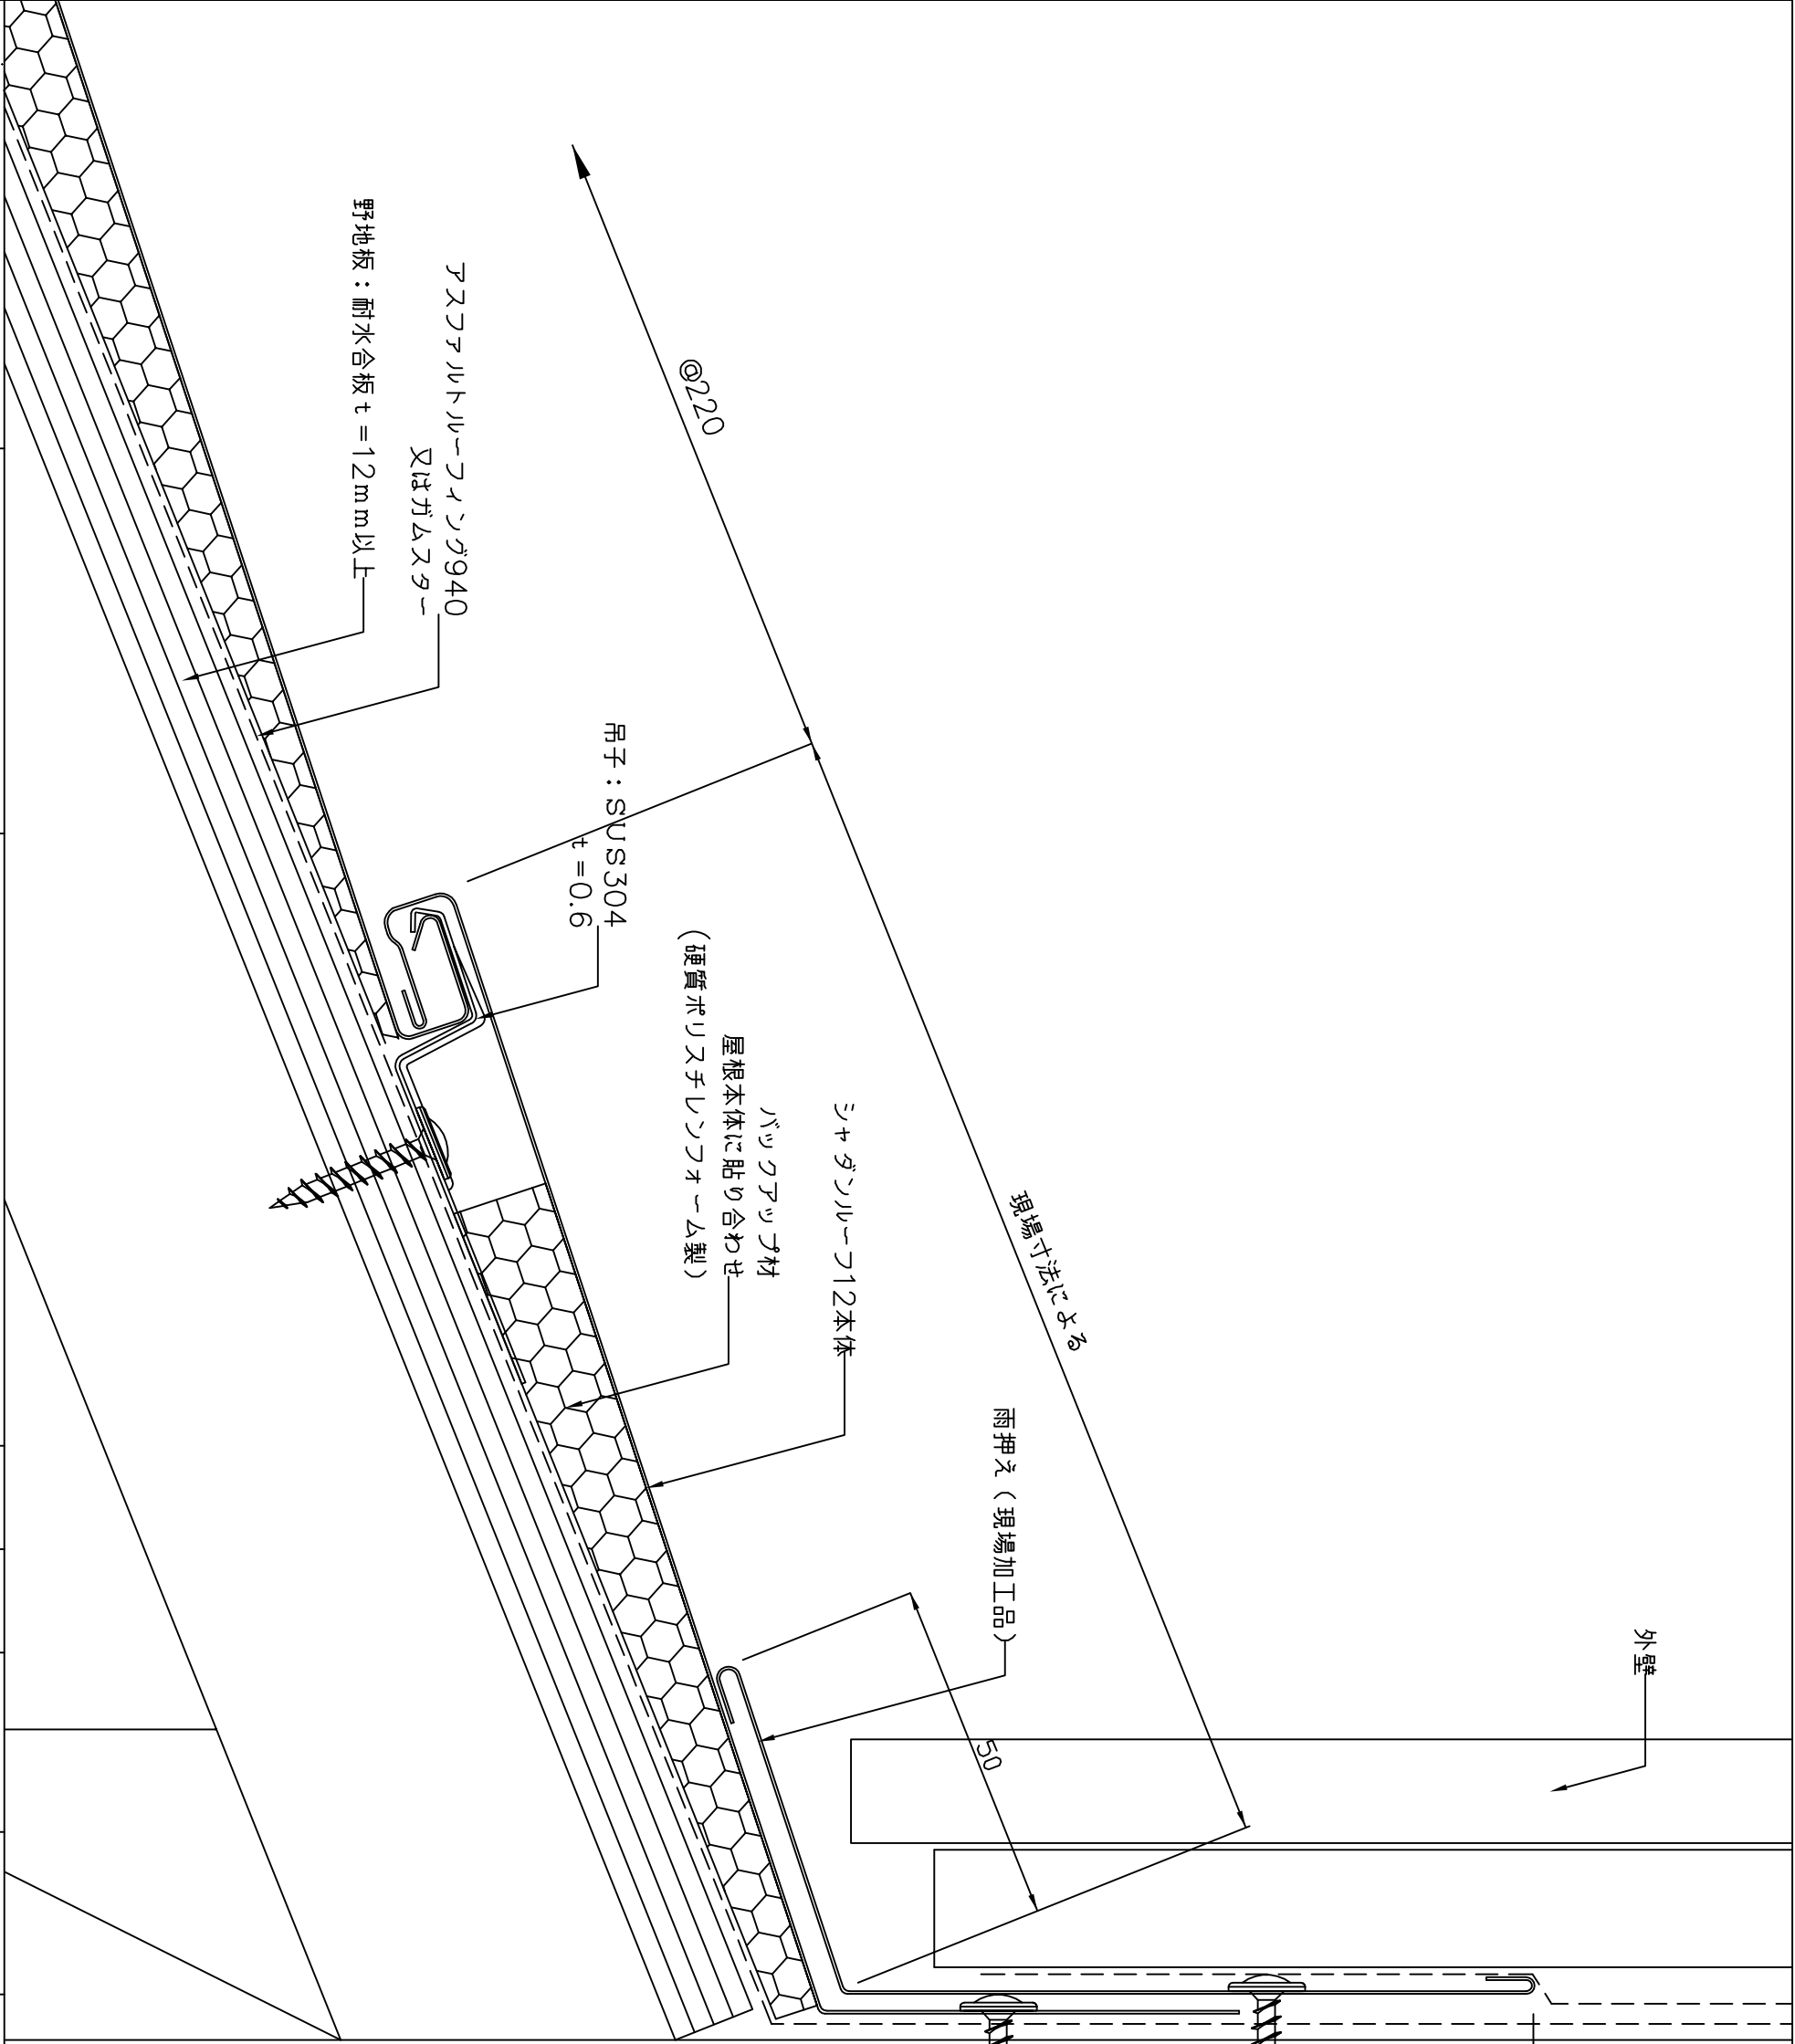 外壁
雨押え（現場加工品）
50
現場寸法による
シャダンルーフ12本体
バックアップ材
屋根本体に貼り合わせ
（硬質ポリスチレンフォーム製）
@220
吊子：SUS304
t=0.6
アスファルトルーフィング940
又はガムスター
野地板：耐水合板t=12mm以上